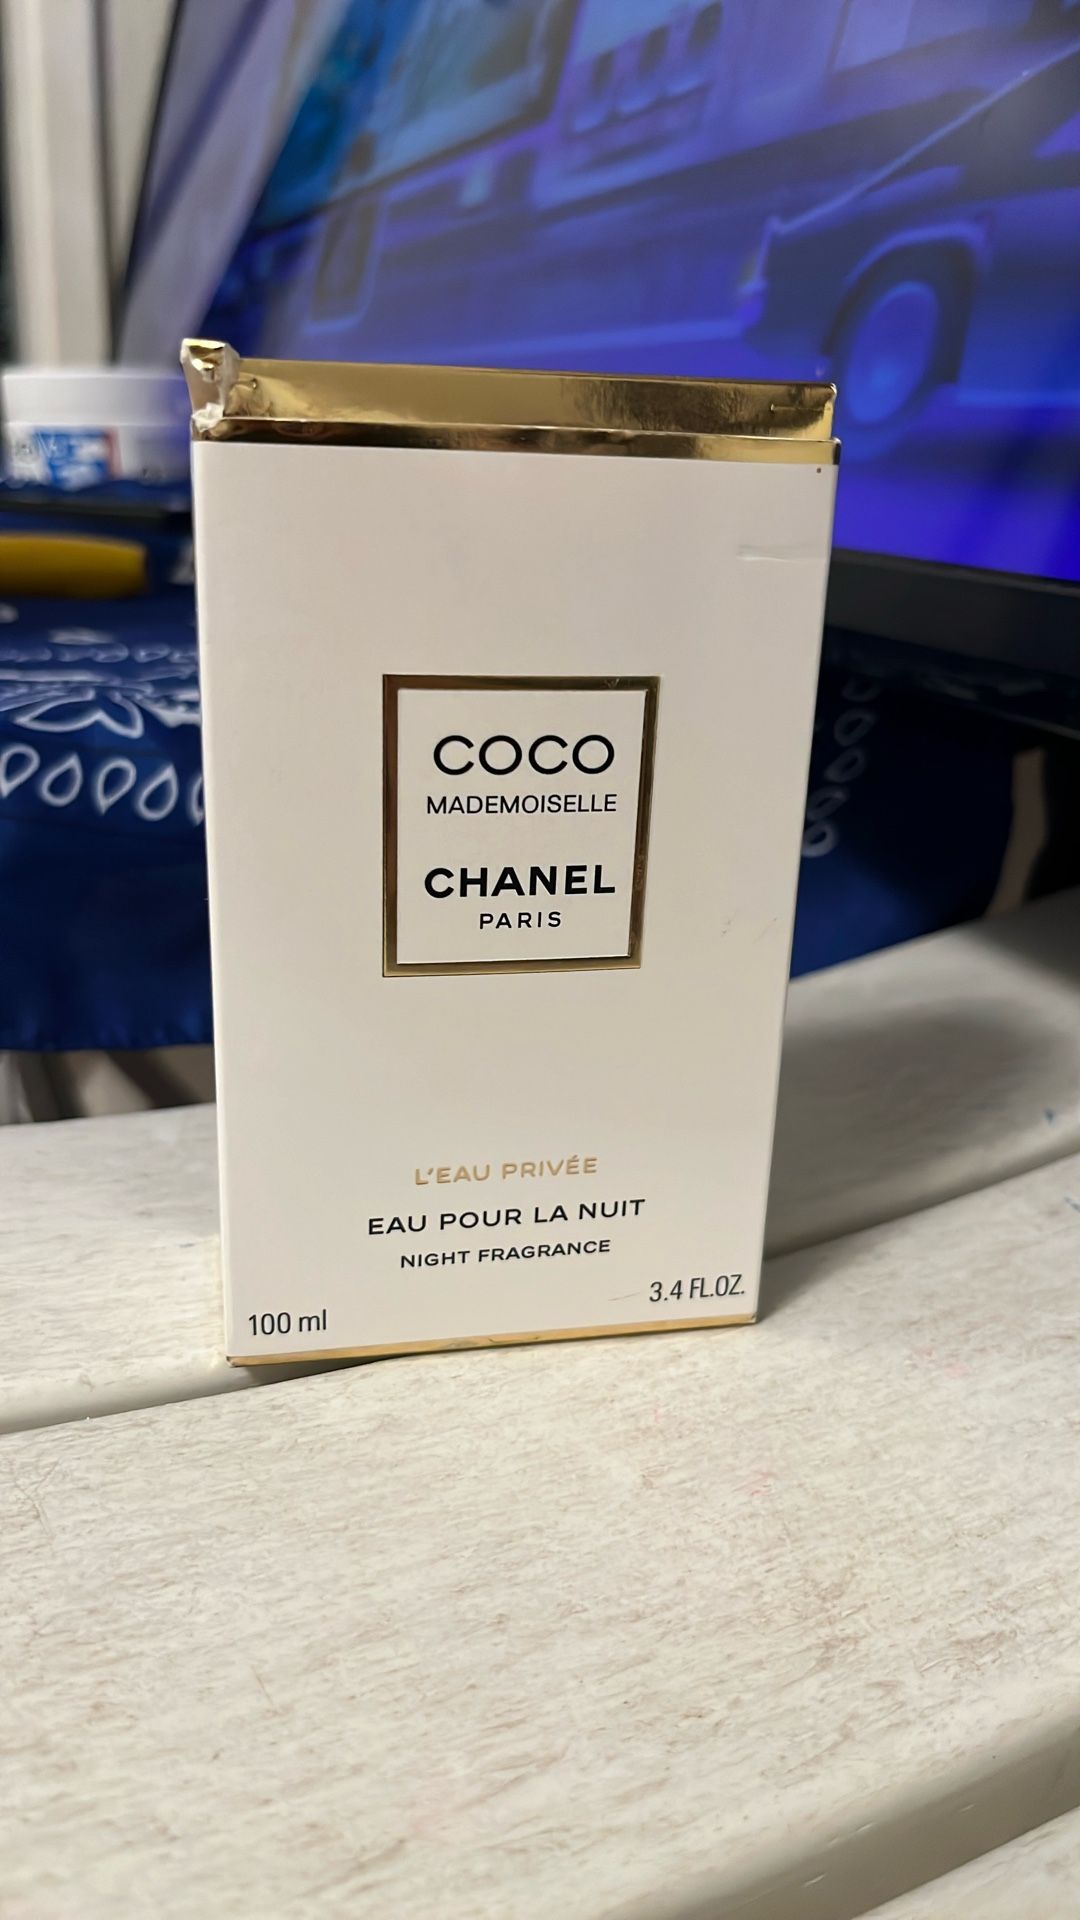 COCO
MADEMOISELLE
CHANEL
PARIS
L'EAU PRIVÉE
EAU POUR LA NUIT
NIGHT FRAGRANCE
100 ml
3.4 FL.OZ.